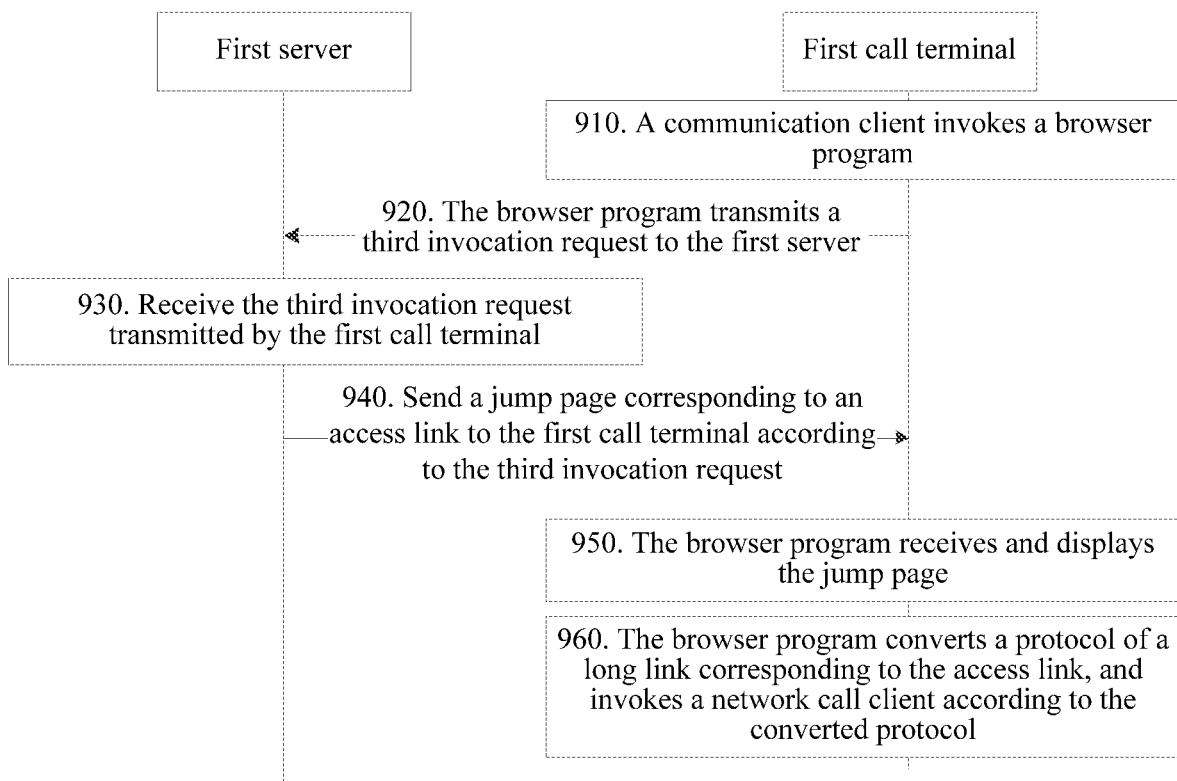 First server
First call terminal
910. A communication client invokes a browser
program
920. The browser program transmits a
third invocation request to the first server
930. Receive the third invocation request
transmitted by the first call terminal
940. Send a jump page corresponding to an
access link to the first call terminal according
to the third invocation request
950. The browser program receives and displays
the jump page
960. The browser program converts a protocol of a
long link corresponding to the access link, and
invokes a network call client according to the
converted protocol